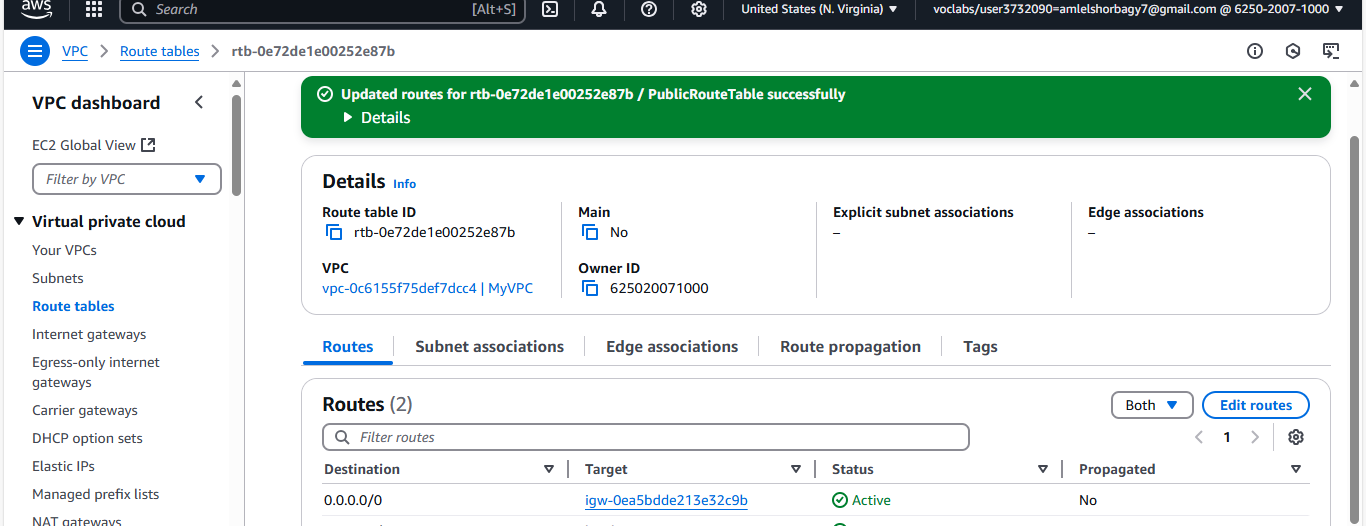 aws
Search [Alt+S] United States (N. Virginia) voclabs/user3732090=amlelshorbagy7@gmail.com @ 6250-2007-1000
VPC Route tables rtb-0e72de1e00252e87b
VPC dashboard
EC2 Global View
Filter by VPC
Virtual private cloud
Your VPCs
Subnets
Route tables
Internet gateways
Egress-only internet
gateways
Carrier gateways
DHCP option sets
Elastic IPs
Managed prefix lists
NAT gateways
Updated routes for rtb-0e72de1e00252e87b / PublicRouteTable successfully
Details
Details Info
Route table ID
rtb-0e72de1e00252e87b
Main
No
Explicit subnet associations
–
Edge associations
–
VPC
vpc-0c6155f75def7dcc4 | MyVPC
Owner ID
625020071000
Routes Subnet associations Edge associations Route propagation Tags
Routes (2) Both Edit routes
Filter routes 1
Destination Target Status Propagated
0.0.0.0/0 igw-0ea5bdde213e32c9b Active No